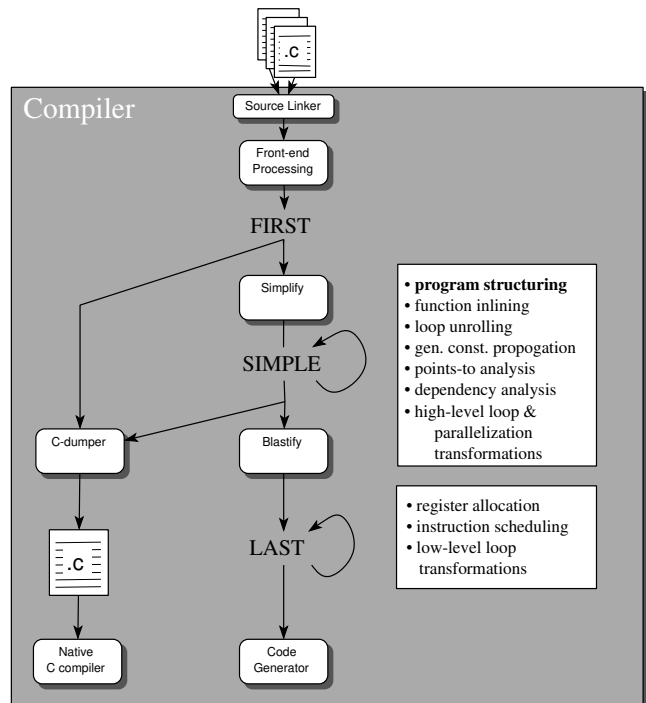 .c
Compiler
Source Linker
Front-end
Processing
FIRST
Simplify
• program structuring
• function inlining
• loop unrolling
• gen. const. propogation
• points-to analysis
• dependency analysis
• high-level loop &
parallelization
transformations
SIMPLE
C-dumper
Blastify
• register allocation
• instruction scheduling
• low-level loop
transformations
.c
LAST
Native
C compiler
Code
Generator